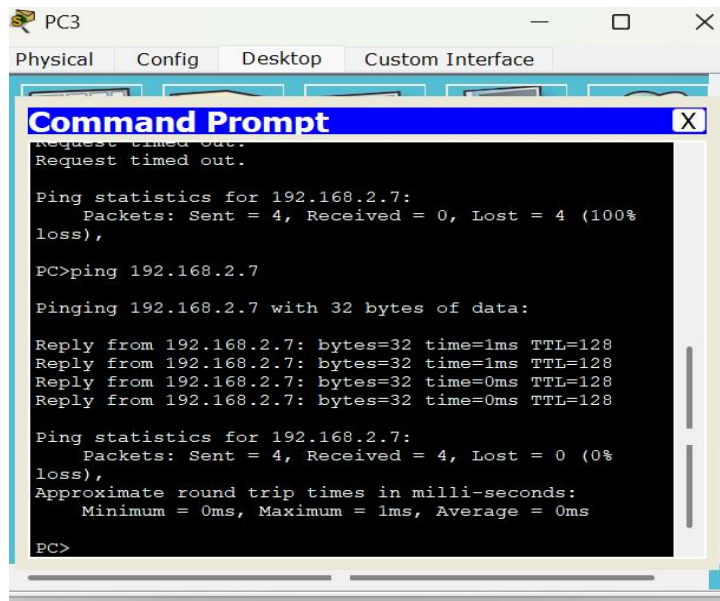 PC3
Physical Config Desktop Custom Interface
Command Prompt X
Request timed out.
Request timed out.
Ping statistics for 192.168.2.7:
Packets: Sent = 4, Received = 0, Lost = 4 (100%
loss),
PC>ping 192.168.2.7
Pinging 192.168.2.7 with 32 bytes of data:
Reply from 192.168.2.7: bytes=32 time=1ms TTL=128
Reply from 192.168.2.7: bytes=32 time=1ms TTL=128
Reply from 192.168.2.7: bytes=32 time=0ms TTL=128
Reply from 192.168.2.7: bytes=32 time=0ms TTL=128
Ping statistics for 192.168.2.7:
Packets: Sent = 4, Received = 4, Lost = 0 (0%
loss),
Approximate round trip times in milli-seconds:
Minimum = 0ms, Maximum = 1ms, Average = 0ms
PC>